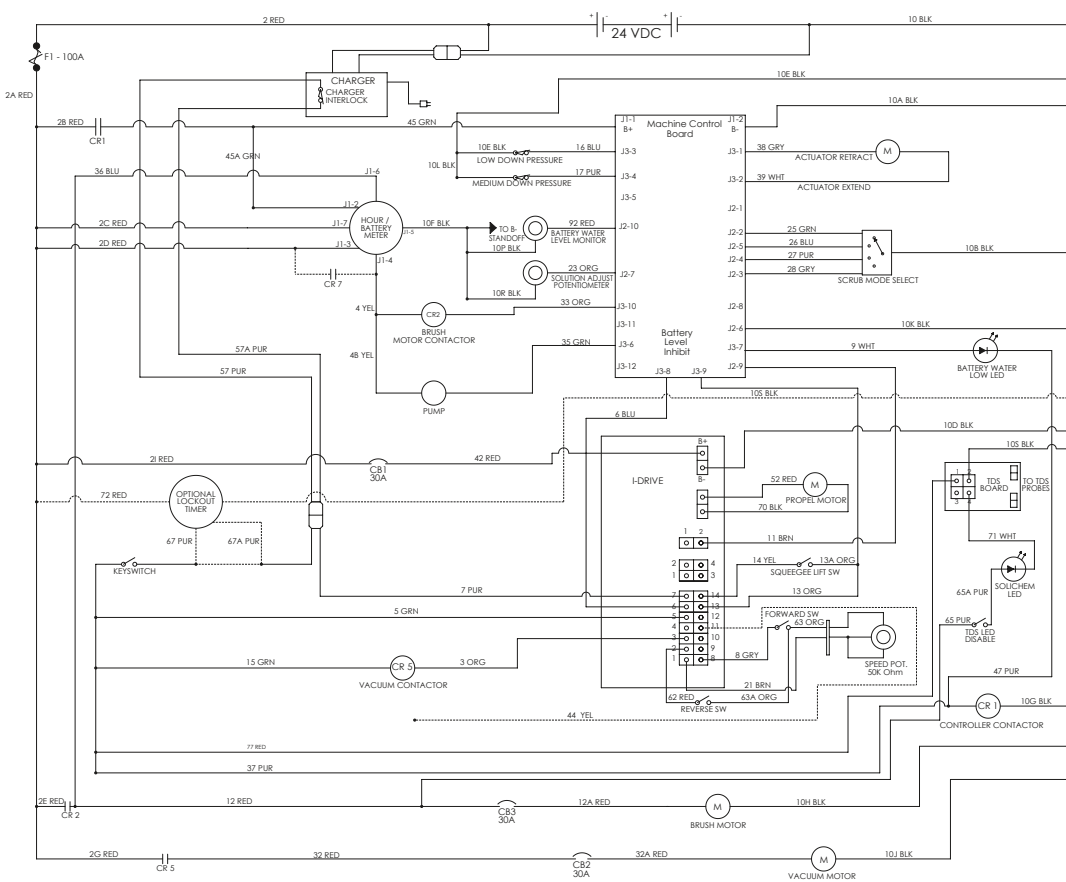 2 RED
+ - + -
24 VDC
10 BLK
F1 - 100A
2A RED
CHARGER
CHARGER
INTERLOCK
10E BLK
10A BLK
2B RED
CR1
45 GRN
J1-1
B+
Machine Control
Board
J1-2
B-
45A GRN
10E BLK
16 BLU
LOW DOWN PRESSURE
J3-3
J3-1
38 GRY
ACTUATOR RETRACT
M
10L BLK
17 PUR
MEDIUM DOWN PRESSURE
J3-4
J3-2
39 WHT
ACTUATOR EXTEND
36 BLU
J1-6
J3-5
J1-2
J2-1
2C RED
J1-7
HOUR /
BATTERY
METER
J1-5
10F BLK
TO B-
STANDOFF
92 RED
BATTERY WATER
LEVEL MONITOR
J2-10
J2-2
25 GRN
J2-5
26 BLU
J2-4
27 PUR
J2-3
28 GRY
SCRUB MODE SELECT
10B BLK
2D RED
J1-3
J1-4
10P BLK
CR 7
23 ORG
SOLUTION ADJUST
POTENTIOMETER
J2-7
10R BLK
4 YEL
CR2
BRUSH
MOTOR CONTACTOR
33 ORG
J3-10
J2-8
J3-11
J2-6
10K BLK
35 GRN
J3-6
Battery
Level
Inhibit
J3-7
9 WHT
BATTERY WATER
LOW LED
57A PUR
4B YEL
57 PUR
J3-12
J3-8
J3-9
J2-9
PUMP
10S BLK
6 BLU
10D BLK
B+
10S BLK
2I RED
CB1
30A
42 RED
B-
I-DRIVE
52 RED
M
PROPEL MOTOR
70 BLK
1 2
3 4
TDS
BOARD
TO TDS
PROBES
72 RED
OPTIONAL
LOCKOUT
TIMER
67 PUR
67A PUR
1 2
11 BRN
71 WHT
KEYSWITCH
2 4
1 3
14 YEL
13A ORG
SQUEEGEE LIFT SW
SOLICHEM
LED
65A PUR
7 PUR
7 14
13 ORG
6 13
5 GRN
5 12
FORWARD SW
63 ORG
65 PUR
TDS LED
DISABLE
4 11
3 10
2 9
1 8
8 GRY
SPEED POT.
50K Ohm
15 GRN
CR 5
VACUUM CONTACTOR
3 ORG
47 PUR
21 BRN
62 RED
63A ORG
REVERSE SW
CR 1
10G BLK
CONTROLLER CONTACTOR
44 YEL
77 RED
37 PUR
2E RED
CR 2
12 RED
CB3
30A
12A RED
M
BRUSH MOTOR
10H BLK
2G RED
CR 5
32 RED
CB2
30A
32A RED
M
VACUUM MOTOR
10J BLK